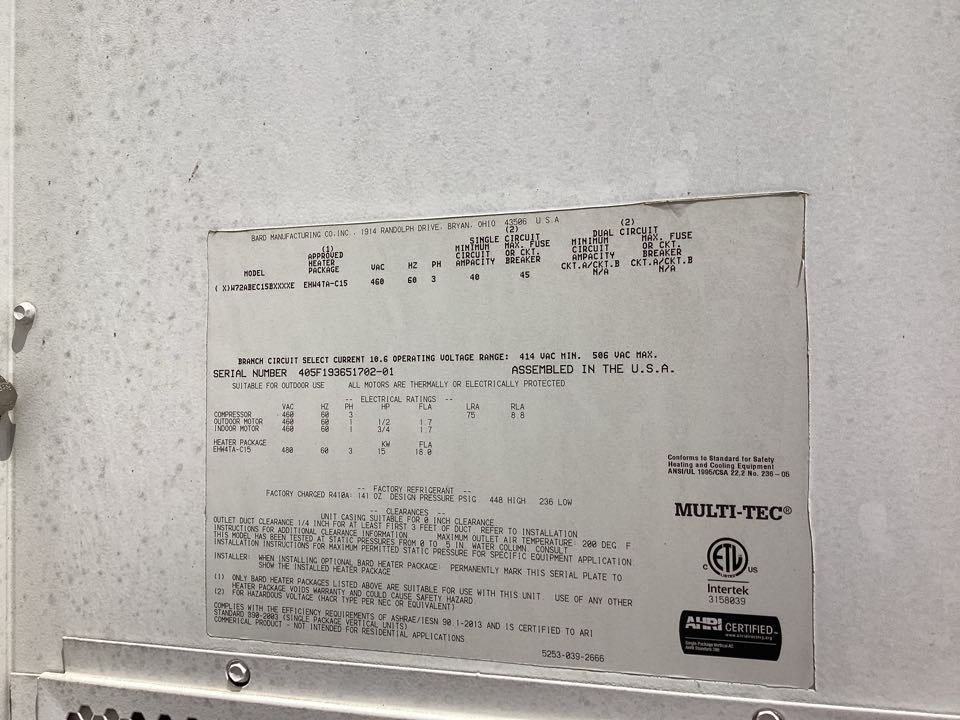 BARD MANUFACTURING CO,INC., 1914 RANDOLPH DRIVE, BRYAN, OHIO 43506 U.S.A
MODEL
(1)
APPROVED
HEATER
PACKAGE
VAC
HZ
PH
(2)
SINGLE CIRCUIT
MINIMUM
CIRCUIT
AMPACITY
MAX. FUSE
OR CKT.
BREAKER
(2)
DUAL CIRCUIT
MINIMUM
CIRCUIT
AMPACITY
CKT.A/CKT.B
MAX. FUSE
OR CKT.
BREAKER
CKT.A/CKT.B
( X)W72ABEC15BXXXXE EHW4TA-C15 460 60 3 40 45 N/A N/A
BRANCH CIRCUIT SELECT CURRENT 10.6 OPERATING VOLTAGE RANGE: 414 VAC MIN. 506 VAC MAX.
SERIAL NUMBER 405F193651702-01 ASSEMBLED IN THE U.S.A.
SUITABLE FOR OUTDOOR USE ALL MOTORS ARE THERMALLY OR ELECTRICALLY PROTECTED
-- ELECTRICAL RATINGS --
VAC HZ PH HP FLA LRA RLA
COMPRESSOR 460 60 3 75 8.8
OUTDOOR MOTOR 460 60 1 1/2 1.7
INDOOR MOTOR 460 60 1 3/4 1.7
HEATER PACKAGE KW FLA
EHW4TA-C15 480 60 3 15 18.0
-- FACTORY REFRIGERANT --
FACTORY CHARGED R410A: 141 OZ DESIGN PRESSURE PSIG 448 HIGH 236 LOW
-- CLEARANCES --
UNIT CASING SUITABLE FOR 0 INCH CLEARANCE
OUTLET DUCT CLEARANCE 1/4 INCH FOR AT LEAST FIRST 3 FEET OF DUCT REFER TO INSTALLATION
INSTRUCTIONS FOR ADDITIONAL CLEARANCE INFORMATION MAXIMUM OUTLET AIR TEMPERATURE: 200 DEG. F
THIS MODEL HAS BEEN TESTED AT STATIC PRESSURES FROM 0 TO .5 IN. WATER COLUMN. CONSULT
INSTALLATION INSTRUCTIONS FOR MAXIMUM PERMITTED STATIC PRESSURE FOR SPECIFIC EQUIPMENT APPLICATION
INSTALLER: WHEN INSTALLING OPTIONAL BARD HEATER PACKAGE: PERMANENTLY MARK THIS SERIAL PLATE TO
SHOW THE INSTALLED HEATER PACKAGE
(1) ONLY BARD HEATER PACKAGES LISTED ABOVE ARE SUITABLE FOR USE WITH THIS UNIT. USE OF ANY OTHER
HEATER PACKAGE VOIDS WARRANTY AND COULD CAUSE SAFETY HAZARD
(2) FOR HAZARDOUS VOLTAGE (HACR TYPE PER NEC OR EQUIVALENT)
COMPLIES WITH THE EFFICIENCY REQUIREMENTS OF ASHRAE/IESN 90.1-2013 AND IS CERTIFIED TO ARI
STANDARD 390-2003 (SINGLE PACKAGE VERTICAL UNITS)
COMMERICAL PRODUCT - NOT INTENDED FOR RESIDENTIAL APPLICATIONS
5253-039-2666
Conforms to Standard for Safety
Heating and Cooling Equipment
ANSI/UL 1995/CSA 22.2 No. 236-05
MULTI-TEC®
C ETL US
LISTED
Intertek
3158039
AHRI CERTIFIED™
www.ahridirectory.org
Single Package Vertical AC
AHRI Standard 390